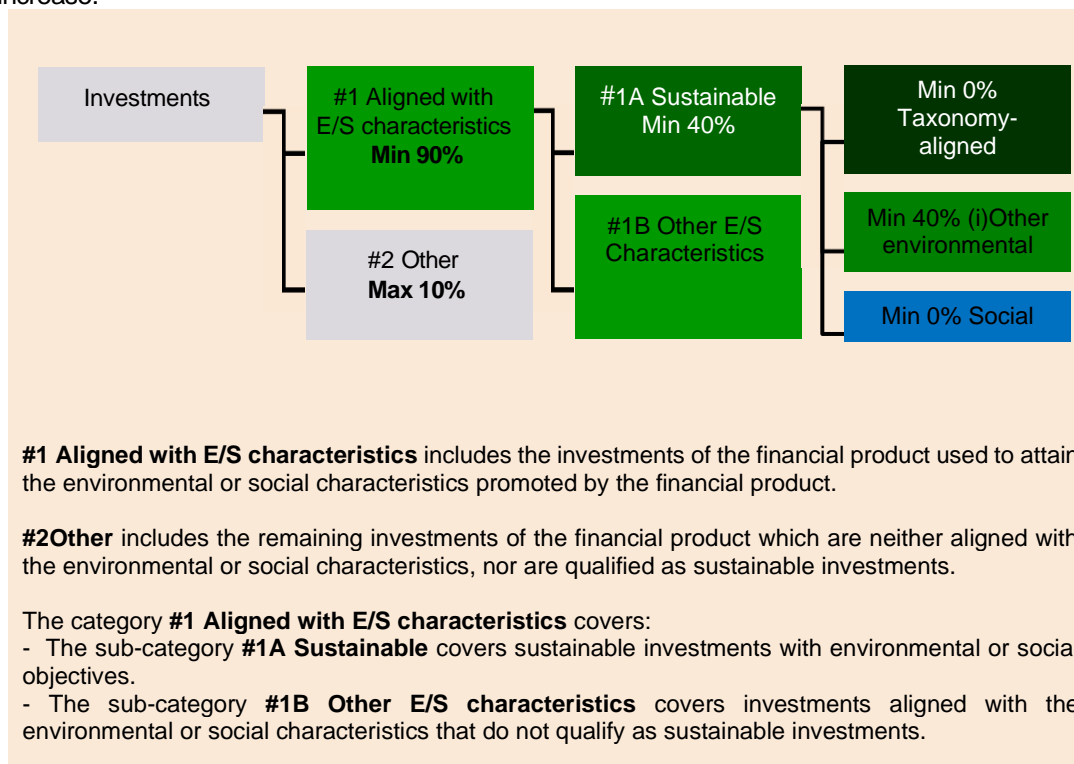 increase.
Investments
#1 Aligned with
E/S characteristics
Min 90%
#2 Other
Max 10%
#1A Sustainable
Min 40%
#1B Other E/S
Characteristics
Min 0%
Taxonomy-
aligned
Min 40% (i)Other
environmental
Min 0% Social
#1 Aligned with E/S characteristics includes the investments of the financial product used to attain
the environmental or social characteristics promoted by the financial product.
#2Other includes the remaining investments of the financial product which are neither aligned with
the environmental or social characteristics, nor are qualified as sustainable investments.
The category #1 Aligned with E/S characteristics covers:
- The sub-category #1A Sustainable covers sustainable investments with environmental or social
objectives.
- The sub-category #1B Other E/S characteristics covers investments aligned with the
environmental or social characteristics that do not qualify as sustainable investments.